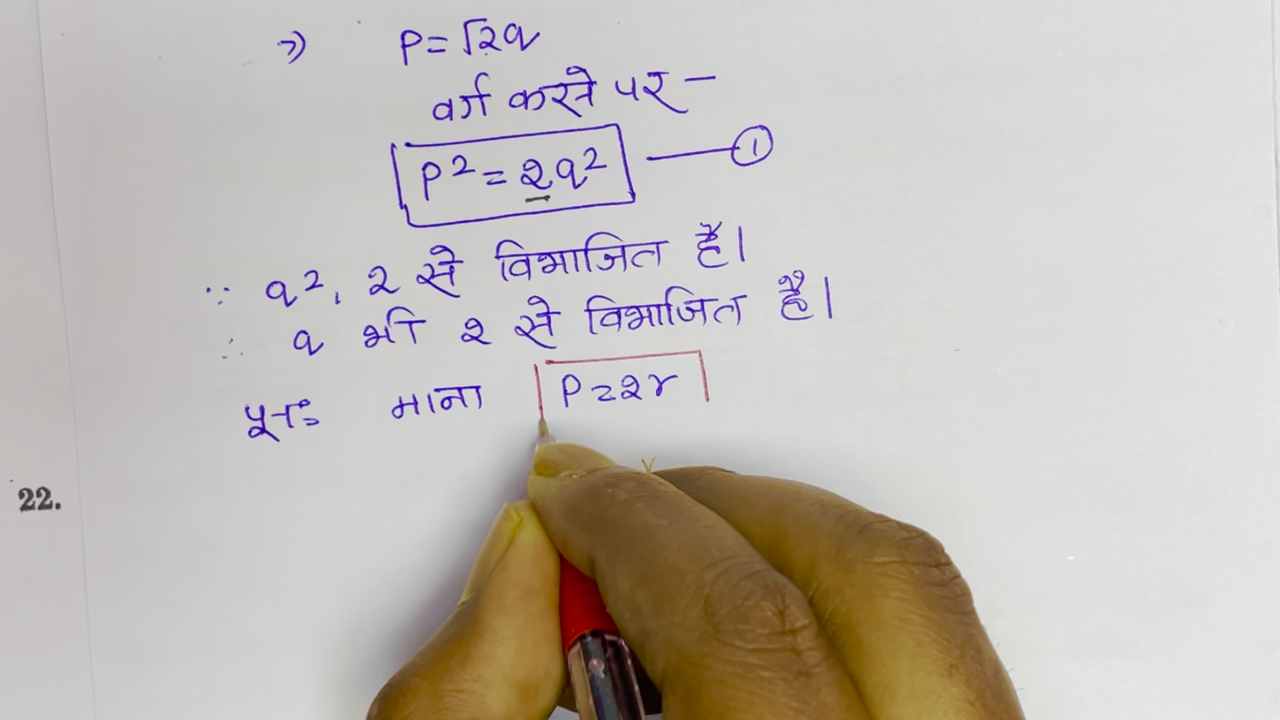 => P = √2q
वर्ग करने पर –
P² = 2q² —— ①
∵ q², 2 से विभाजित है।
∴ q भी 2 से विभाजित है।
पुनः माना P = 2r
22.